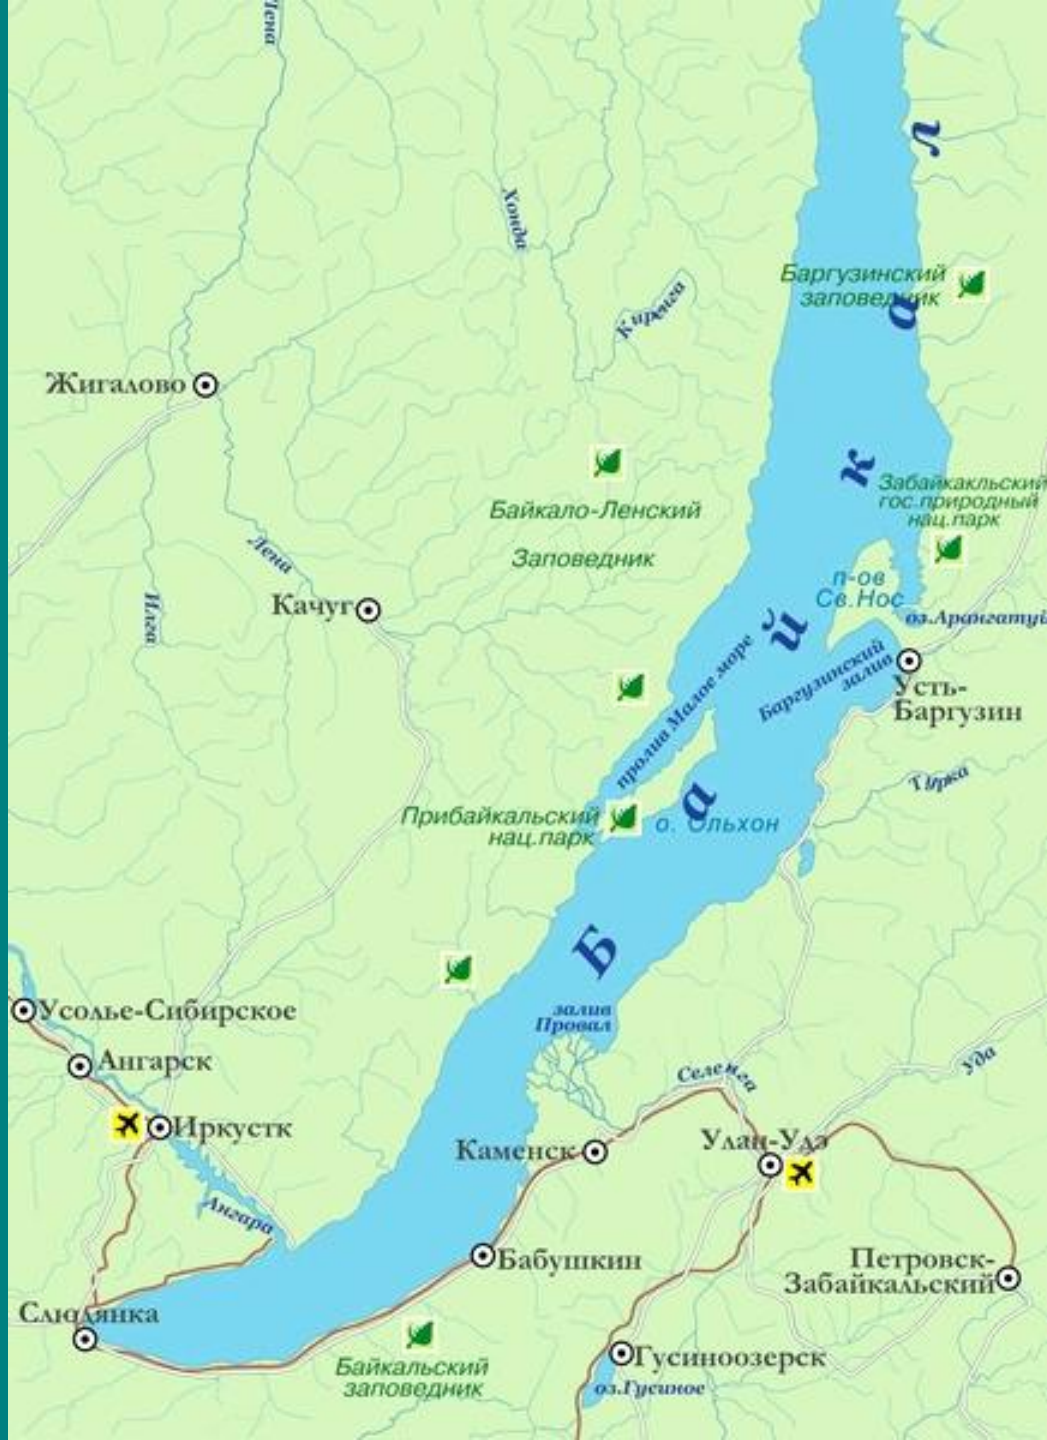 Лена
л
Хонда
Баргузинский
заповедник
а
Киренга
Жигалово
к
Забайкакльский
гос.природный
нац.парк
Байкало-Ленский
Заповедник
Лена
п-ов
Св.Нос
Илга
Качуг
оз.Арангатуй
й
пролив Малое море
Баргузинский
залив
Усть-
Баргузин
Турка
а
Прибайкальский
нац.парк
о. Ольхон
Б
Усолье-Сибирское
залив
Провал
Ангарск
Селенга
Уда
Иркустк
Каменск
Улан-Удэ
Ангара
Бабушкин
Петровск-
Забайкальский
Слюдянка
Гусиноозерск
Байкальский
заповедник
оз.Гусиное